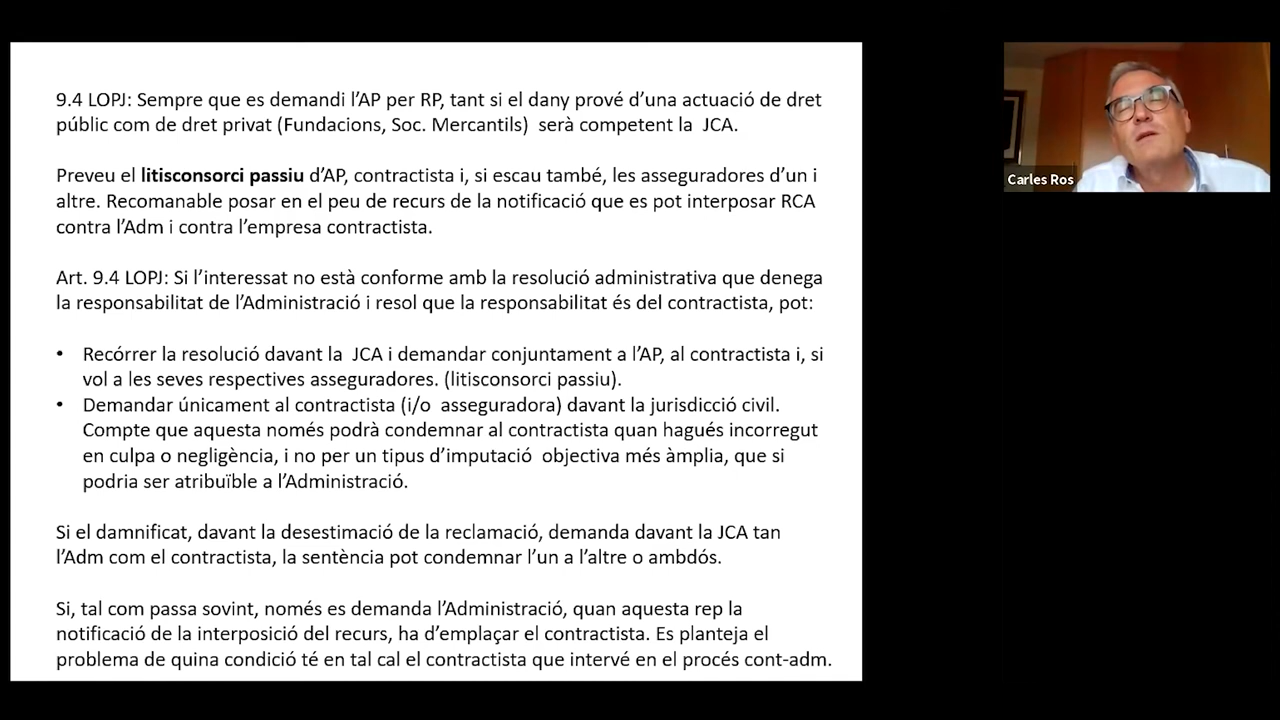 9.4 LOPJ: Sempre que es demandi l’AP per RP, tant si el dany prové d’una actuació de dret
públic com de dret privat (Fundacions, Soc. Mercantils)  serà competent la  JCA.
Preveu el litisconsorci passiu d’AP, contractista i, si escau també, les asseguradores d’un i
altre. Recomanable posar en el peu de recurs de la notificació que es pot interposar RCA
contra l’Adm i contra l’empresa contractista.
Art. 9.4 LOPJ: Si l’interessat no està conforme amb la resolució administrativa que denega
la responsabilitat de l’Administració i resol que la responsabilitat és del contractista, pot:
• Recórrer la resolució davant la  JCA i demandar conjuntament a l’AP, al contractista i, si
vol a les seves respectives asseguradores. (litisconsorci passiu).
• Demandar únicament al contractista (i/o  asseguradora) davant la jurisdicció civil.
Compte que aquesta només podrà condemnar al contractista quan hagués incorregut
en culpa o negligència, i no per un tipus d’imputació  objectiva més àmplia, que si
podria ser atribuïble a l’Administració.
Si el damnificat, davant la desestimació de la reclamació, demanda davant la JCA tan
l’Adm com el contractista, la sentència pot condemnar l’un a l’altre o ambdós.
Si, tal com passa sovint, només es demanda l’Administració, quan aquesta rep la
notificació de la interposició del recurs, ha d’emplaçar el contractista. Es planteja el
problema de quina condició té en tal cal el contractista que intervé en el procés cont-adm.
Carles Ros